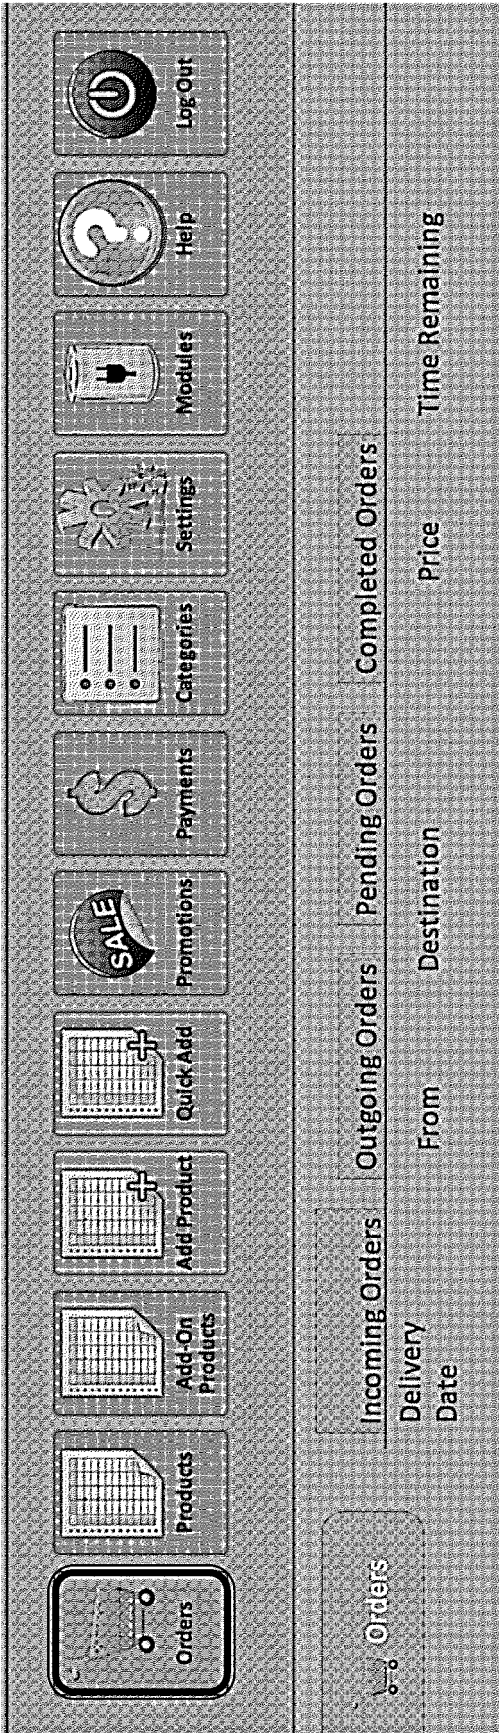 Orders
Products
Add-On
Products
Add Product
Quick Add
SALE
Promotions
Payments
Categories
Settings
Modules
Help
Log Out
Orders
Incoming Orders
Outgoing Orders
Pending Orders
Completed Orders
Delivery
Date
From
Destination
Price
Time Remaining